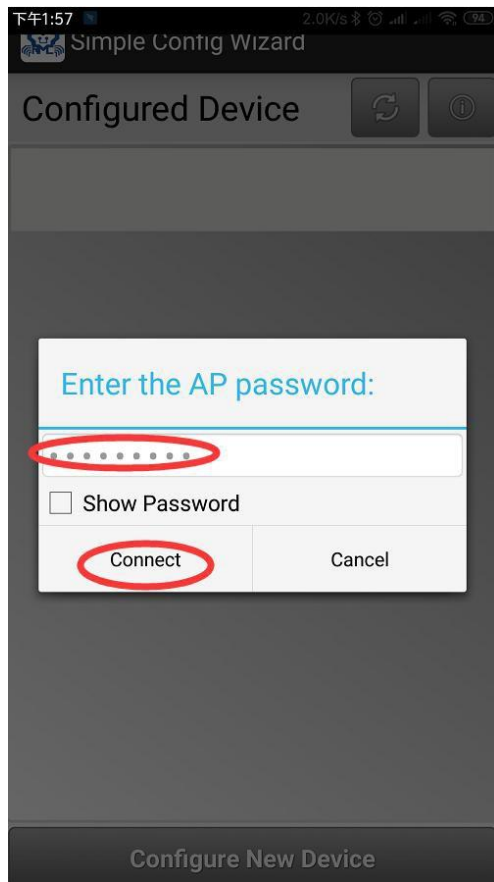 下午1:57 2.0K/s 94
Simple Config Wizard
Configured Device
Enter the AP password:
Show Password
Connect Cancel
Configure New Device